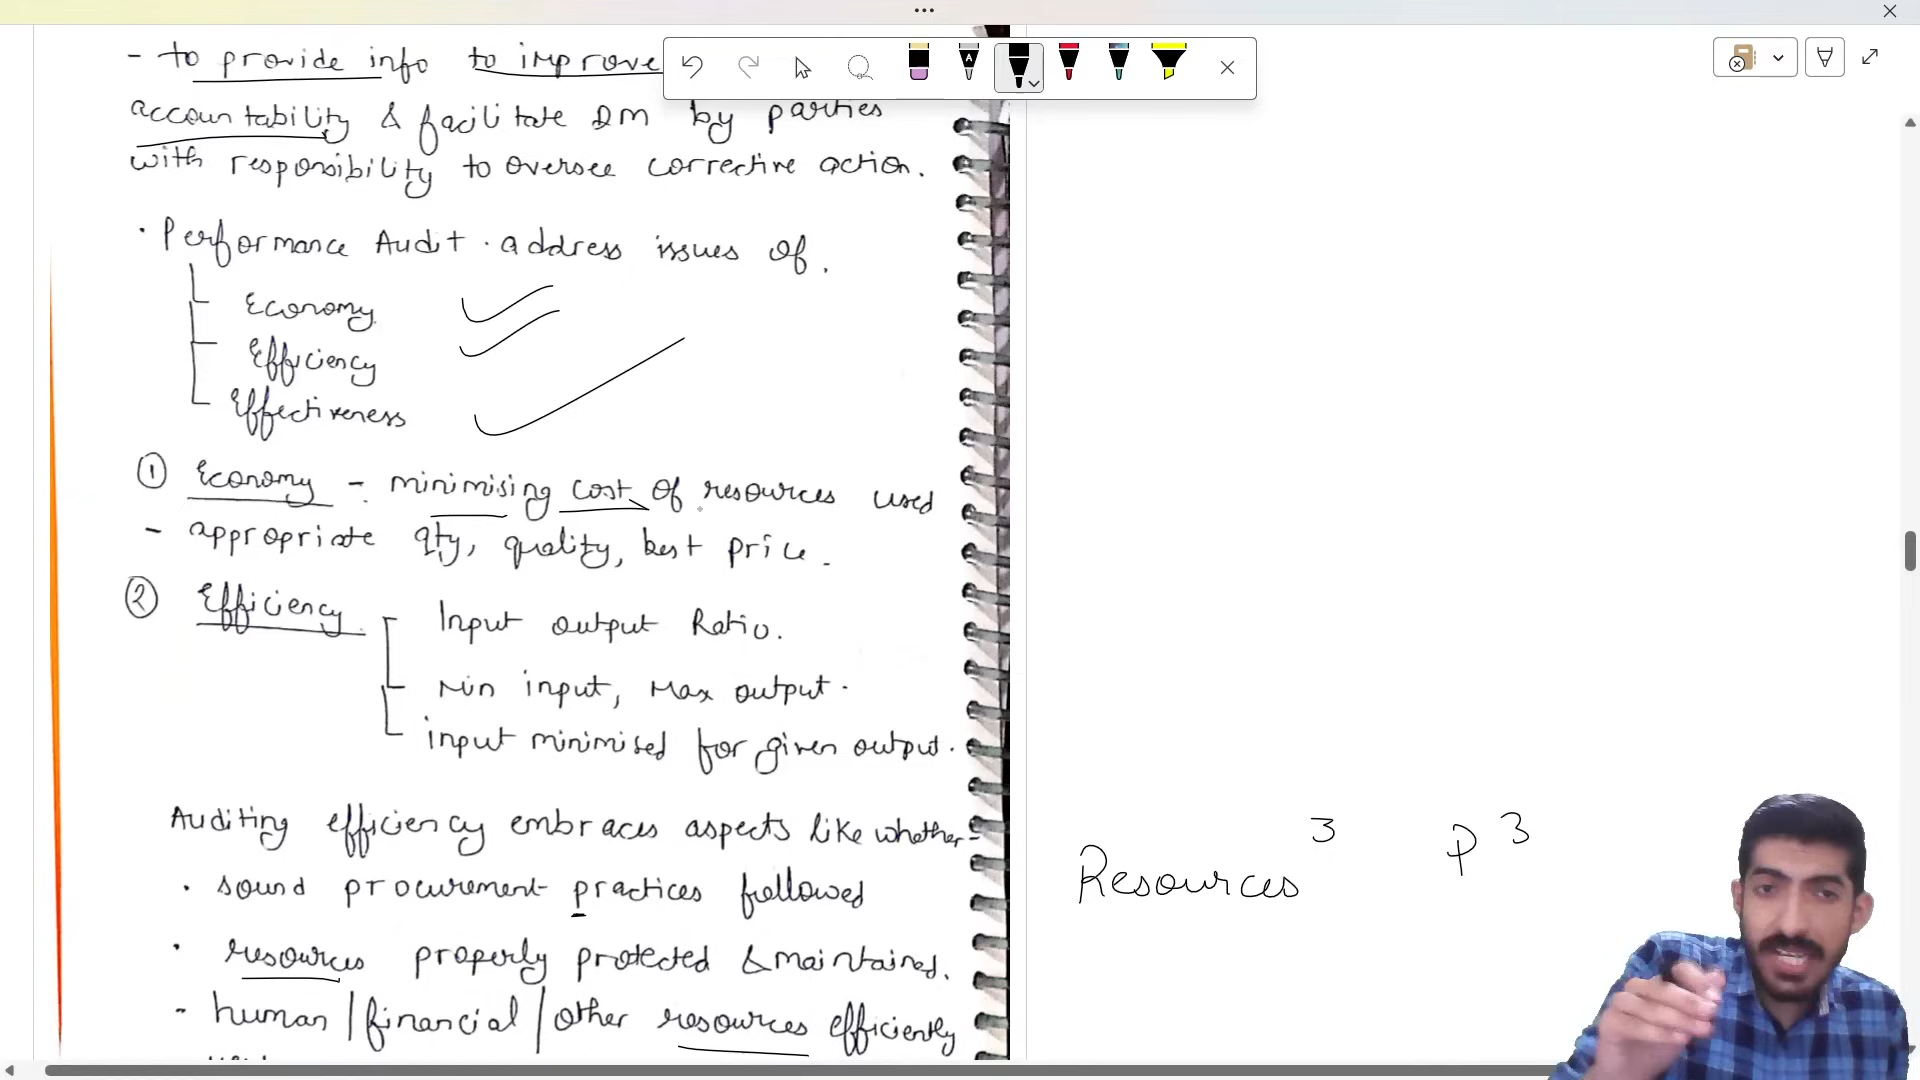 - to provide info to improve
accountability & facilitate DM by parties
with responsibility to oversee corrective action.
• Performance Audit . address issues of .
Economy
Efficiency
Effectiveness
① Economy - minimising cost of resources used
- appropriate qty, quality, best price .
② Efficiency
Input output Ratio.
Min input, Max output .
input minimised for given output .
Auditing efficiency embraces aspects like whether -
• sound procurement practices followed
• resources properly protected & maintained.
- human / financial / other resources efficiently
Resources 3 P 3
A